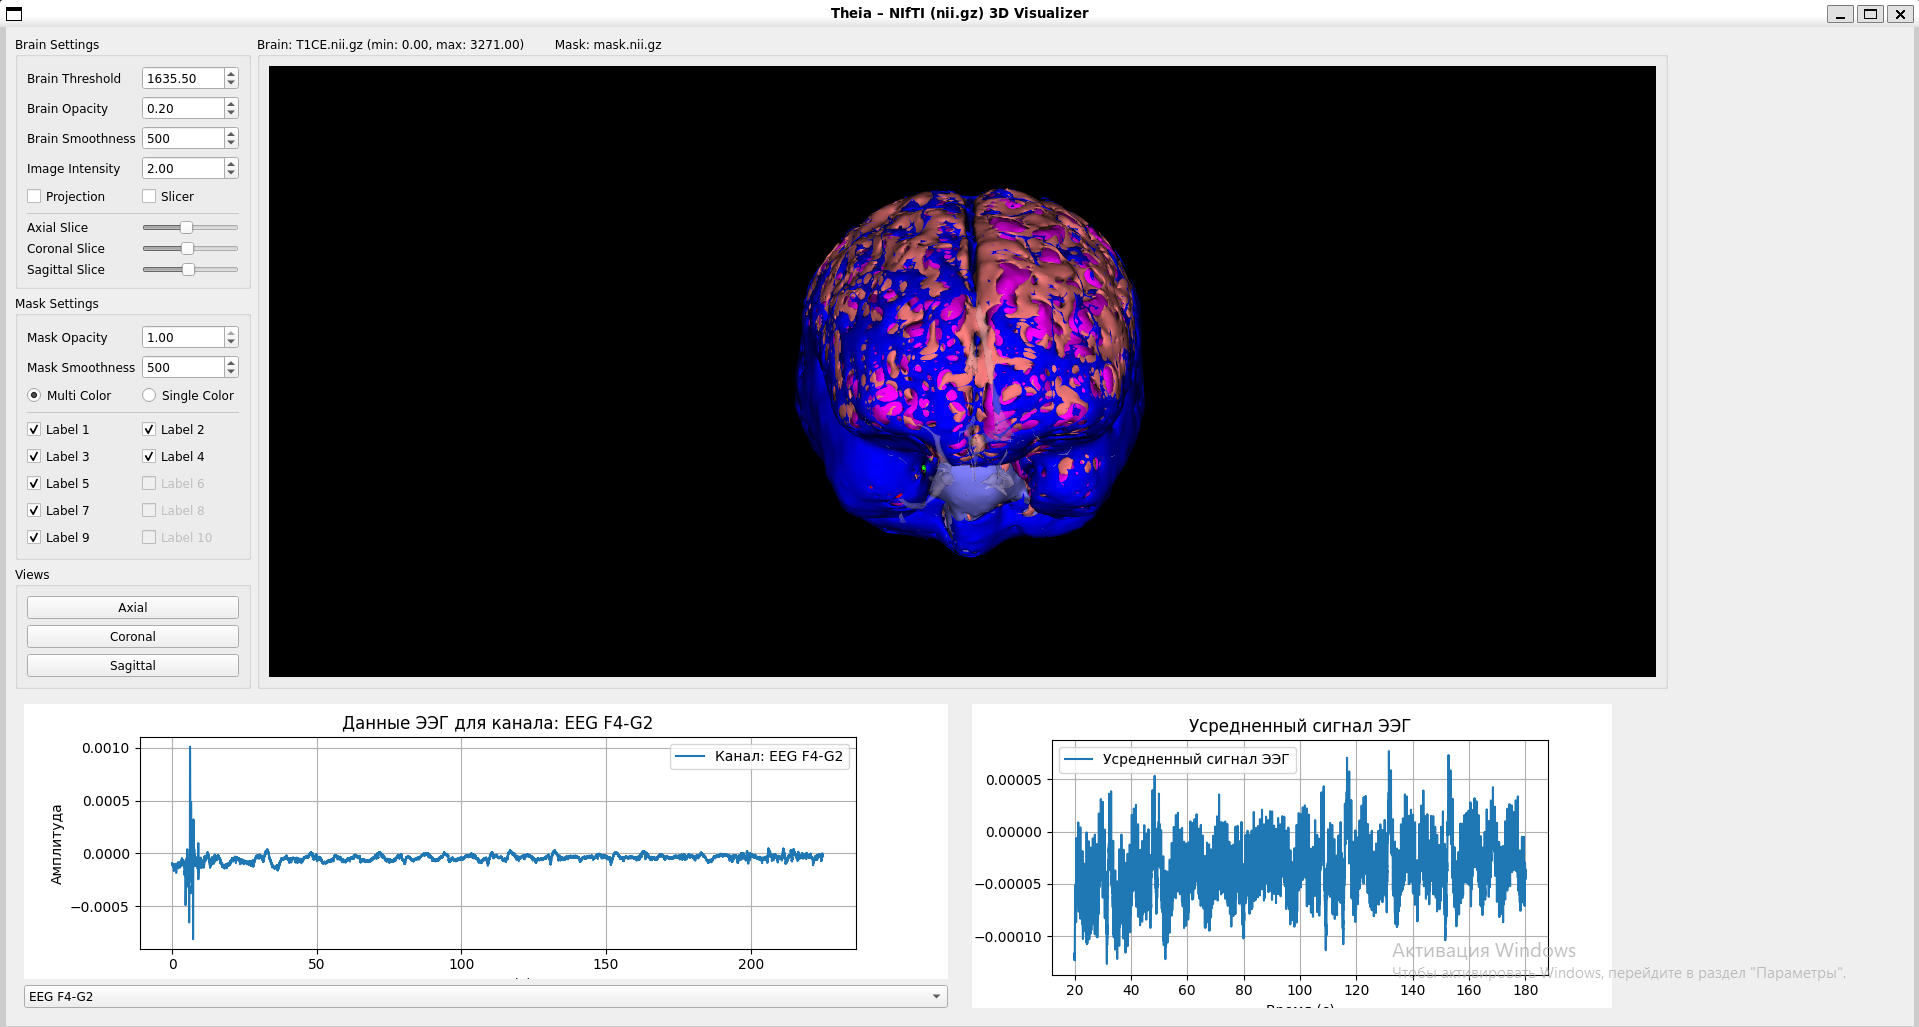 Theia – NIfTI (nii.gz) 3D Visualizer
Brain Settings
Brain: T1CE.nii.gz (min: 0.00, max: 3271.00)
Mask: mask.nii.gz
Brain Threshold 1635.50
Brain Opacity 0.20
Brain Smoothness 500
Image Intensity 2.00
Projection Slicer
Axial Slice
Coronal Slice
Sagittal Slice
Mask Settings
Mask Opacity 1.00
Mask Smoothness 500
Multi Color Single Color
Label 1 Label 2
Label 3 Label 4
Label 5 Label 6
Label 7 Label 8
Label 9 Label 10
Views
Axial
Coronal
Sagittal
Данные ЭЭГ для канала: EEG F4-G2
Канал: EEG F4-G2
Амплитуда
0.0010
0.0005
0.0000
−0.0005
0 50 100 150 200
EEG F4-G2
Усредненный сигнал ЭЭГ
Усредненный сигнал ЭЭГ
0.00005
0.00000
−0.00005
−0.00010
20 40 60 80 100 120 140 160 180
Время (с)
Активация Windows
Чтобы активировать Windows, перейдите в раздел "Параметры".